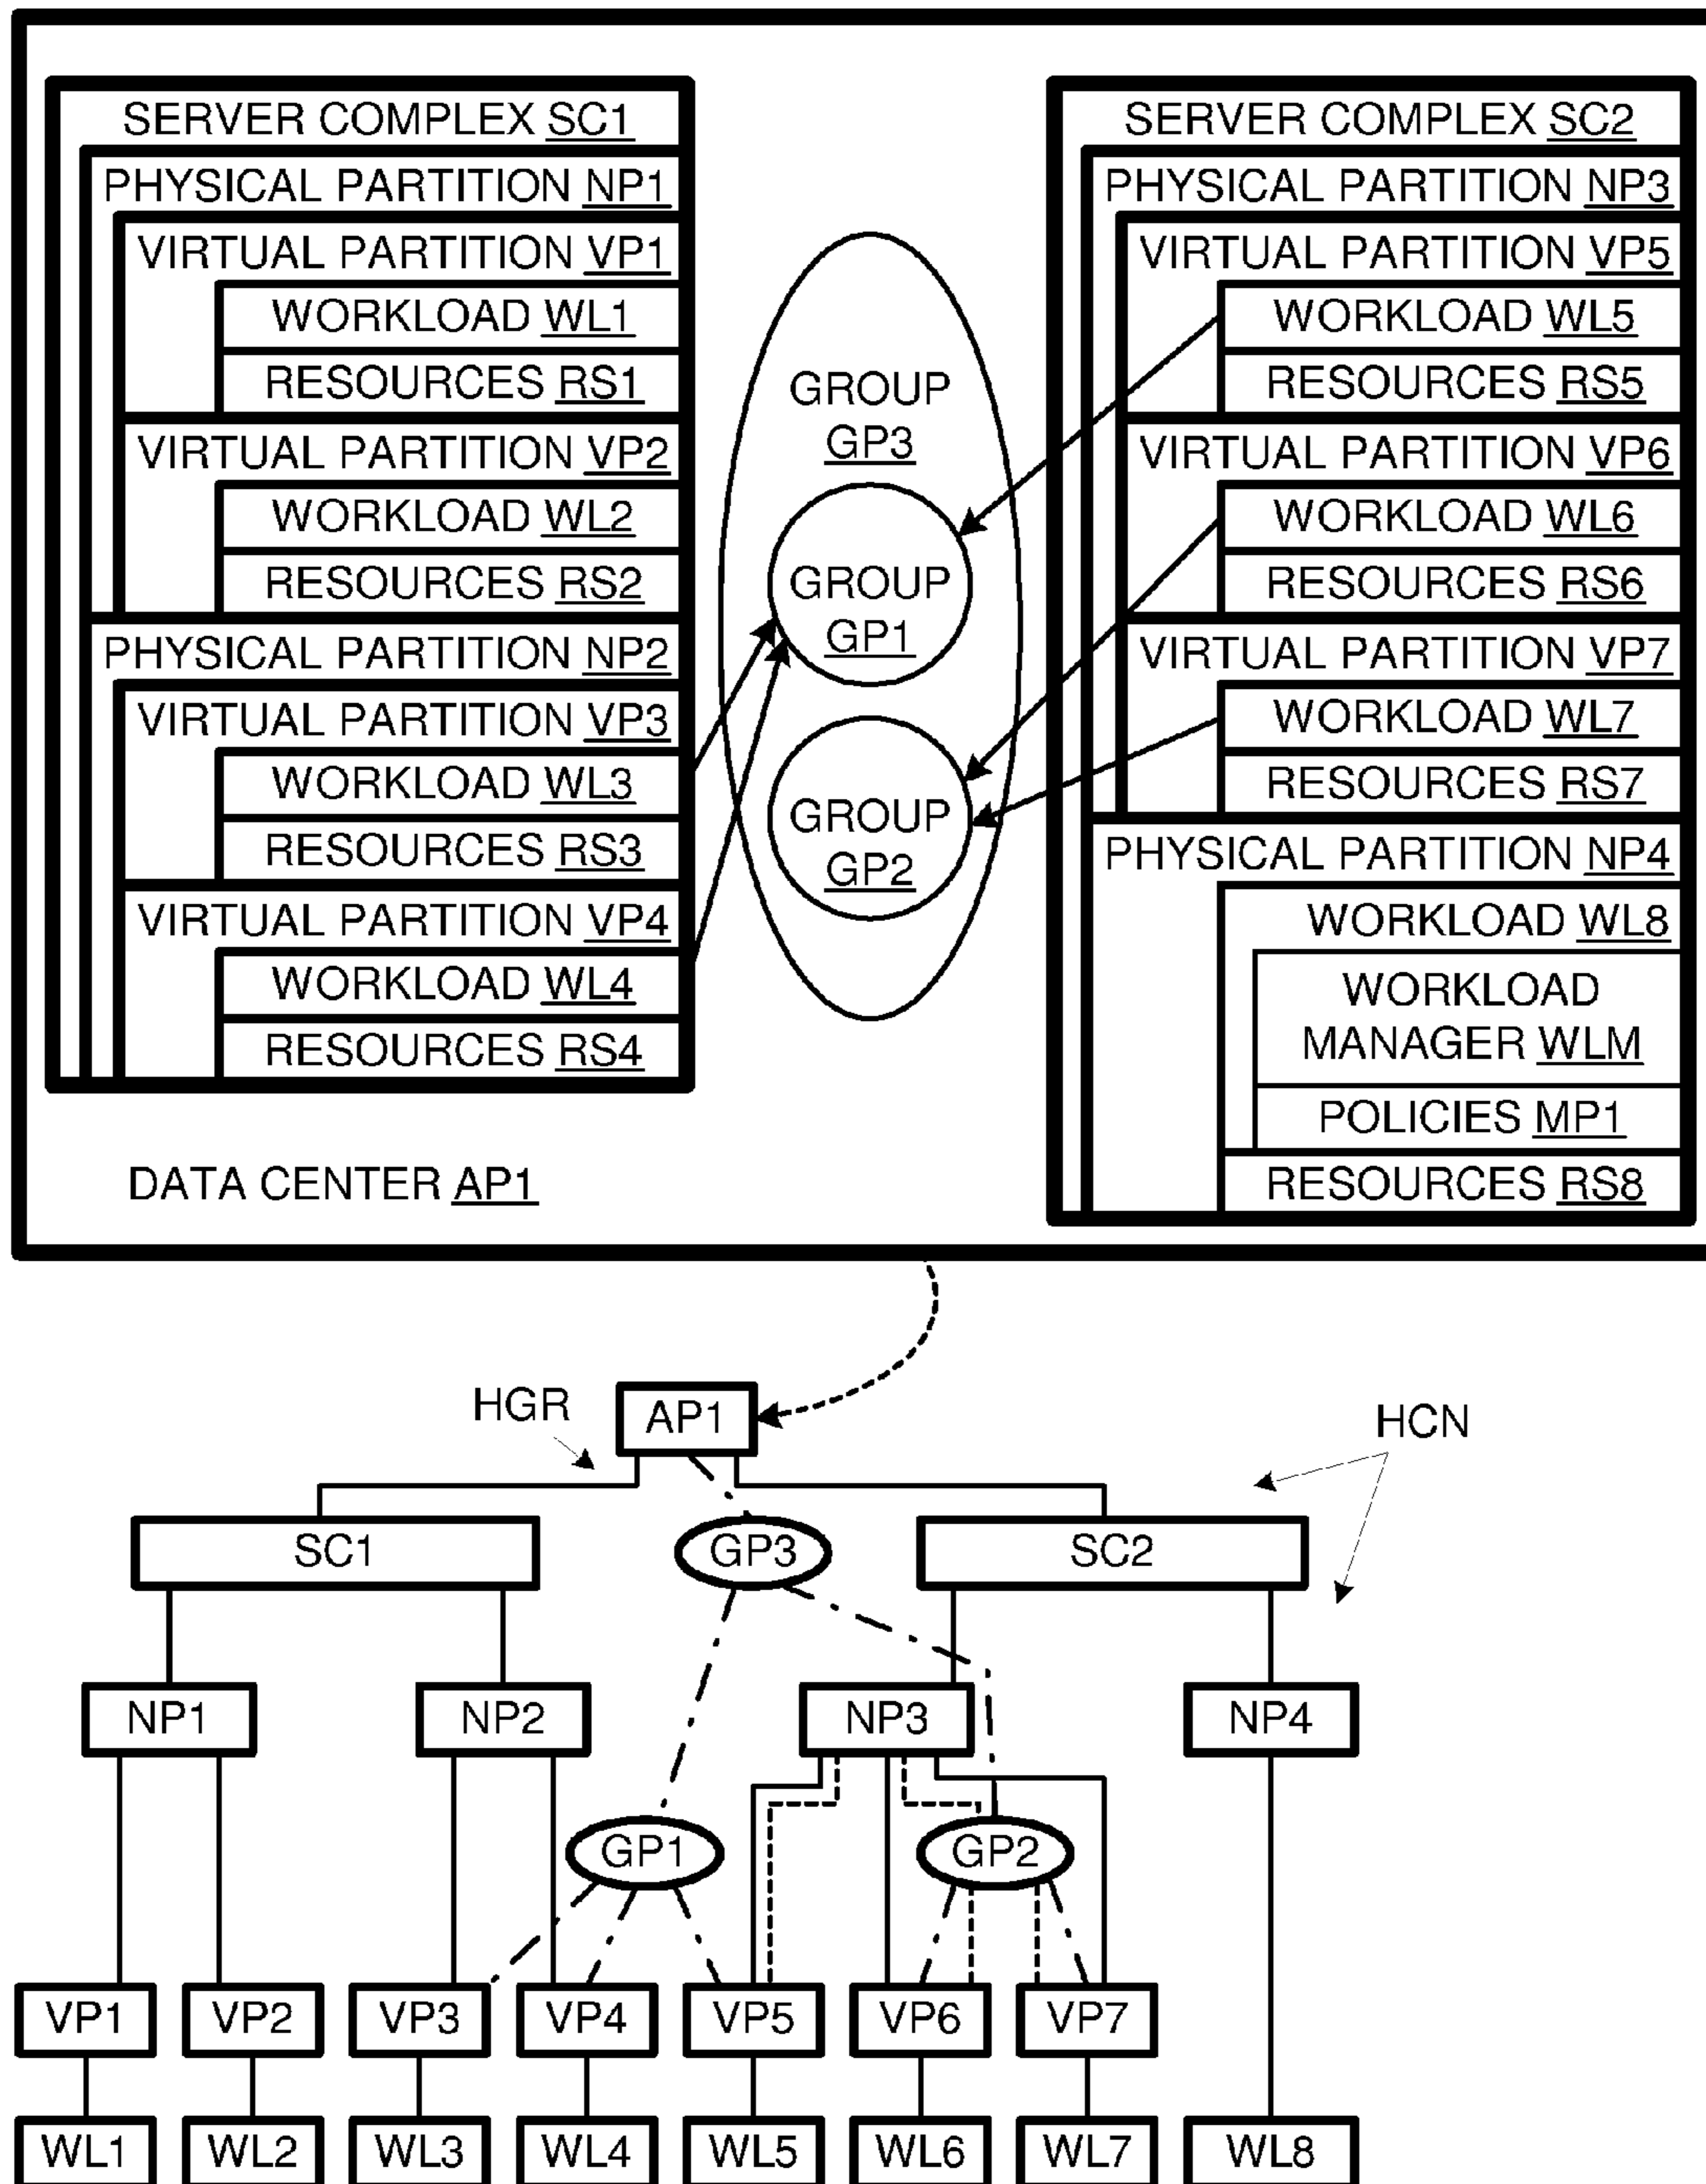 SERVER COMPLEX SC1
PHYSICAL PARTITION NP1
VIRTUAL PARTITION VP1
WORKLOAD WL1
RESOURCES RS1
VIRTUAL PARTITION VP2
WORKLOAD WL2
RESOURCES RS2
PHYSICAL PARTITION NP2
VIRTUAL PARTITION VP3
WORKLOAD WL3
RESOURCES RS3
VIRTUAL PARTITION VP4
WORKLOAD WL4
RESOURCES RS4
GROUP
GP3
GROUP
GP1
GROUP
GP2
SERVER COMPLEX SC2
PHYSICAL PARTITION NP3
VIRTUAL PARTITION VP5
WORKLOAD WL5
RESOURCES RS5
VIRTUAL PARTITION VP6
WORKLOAD WL6
RESOURCES RS6
VIRTUAL PARTITION VP7
WORKLOAD WL7
RESOURCES RS7
PHYSICAL PARTITION NP4
WORKLOAD WL8
WORKLOAD
MANAGER WLM
POLICIES MP1
RESOURCES RS8
DATA CENTER AP1
HGR
AP1
HCN
SC1
GP3
SC2
NP1
NP2
NP3
NP4
GP1
GP2
VP1
VP2
VP3
VP4
VP5
VP6
VP7
WL1
WL2
WL3
WL4
WL5
WL6
WL7
WL8